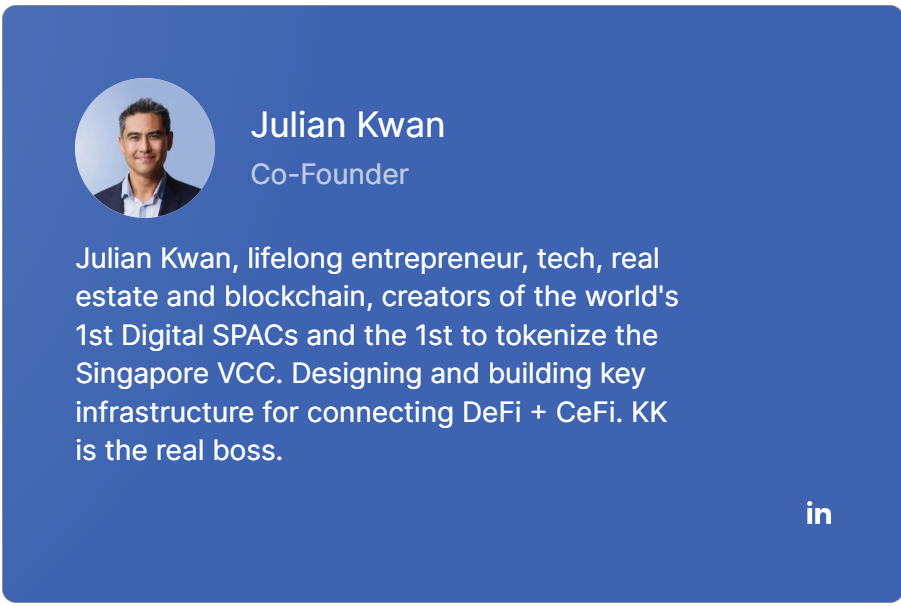 Julian Kwan
Co-Founder
Julian Kwan, lifelong entrepreneur, tech, real
estate and blockchain, creators of the world's
1st Digital SPACs and the 1st to tokenize the
Singapore VCC. Designing and building key
infrastructure for connecting DeFi + CeFi. KK
is the real boss.
in